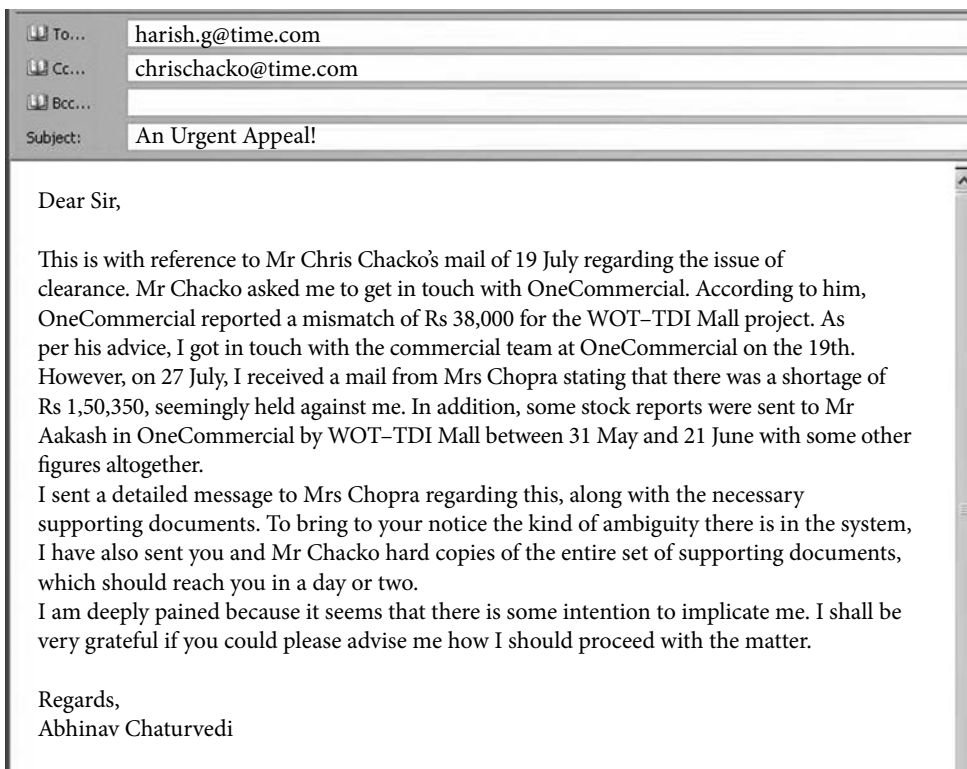 To... harish.g@time.com
Cc... chrischacko@time.com
Bcc...
Subject: An Urgent Appeal!
Dear Sir,
This is with reference to Mr Chris Chacko's mail of 19 July regarding the issue of
clearance. Mr Chacko asked me to get in touch with OneCommercial. According to him,
OneCommercial reported a mismatch of Rs 38,000 for the WOT–TDI Mall project. As
per his advice, I got in touch with the commercial team at OneCommercial on the 19th.
However, on 27 July, I received a mail from Mrs Chopra stating that there was a shortage of
Rs 1,50,350, seemingly held against me. In addition, some stock reports were sent to Mr
Aakash in OneCommercial by WOT–TDI Mall between 31 May and 21 June with some other
figures altogether.
I sent a detailed message to Mrs Chopra regarding this, along with the necessary
supporting documents. To bring to your notice the kind of ambiguity there is in the system,
I have also sent you and Mr Chacko hard copies of the entire set of supporting documents,
which should reach you in a day or two.
I am deeply pained because it seems that there is some intention to implicate me. I shall be
very grateful if you could please advise me how I should proceed with the matter.
Regards,
Abhinav Chaturvedi